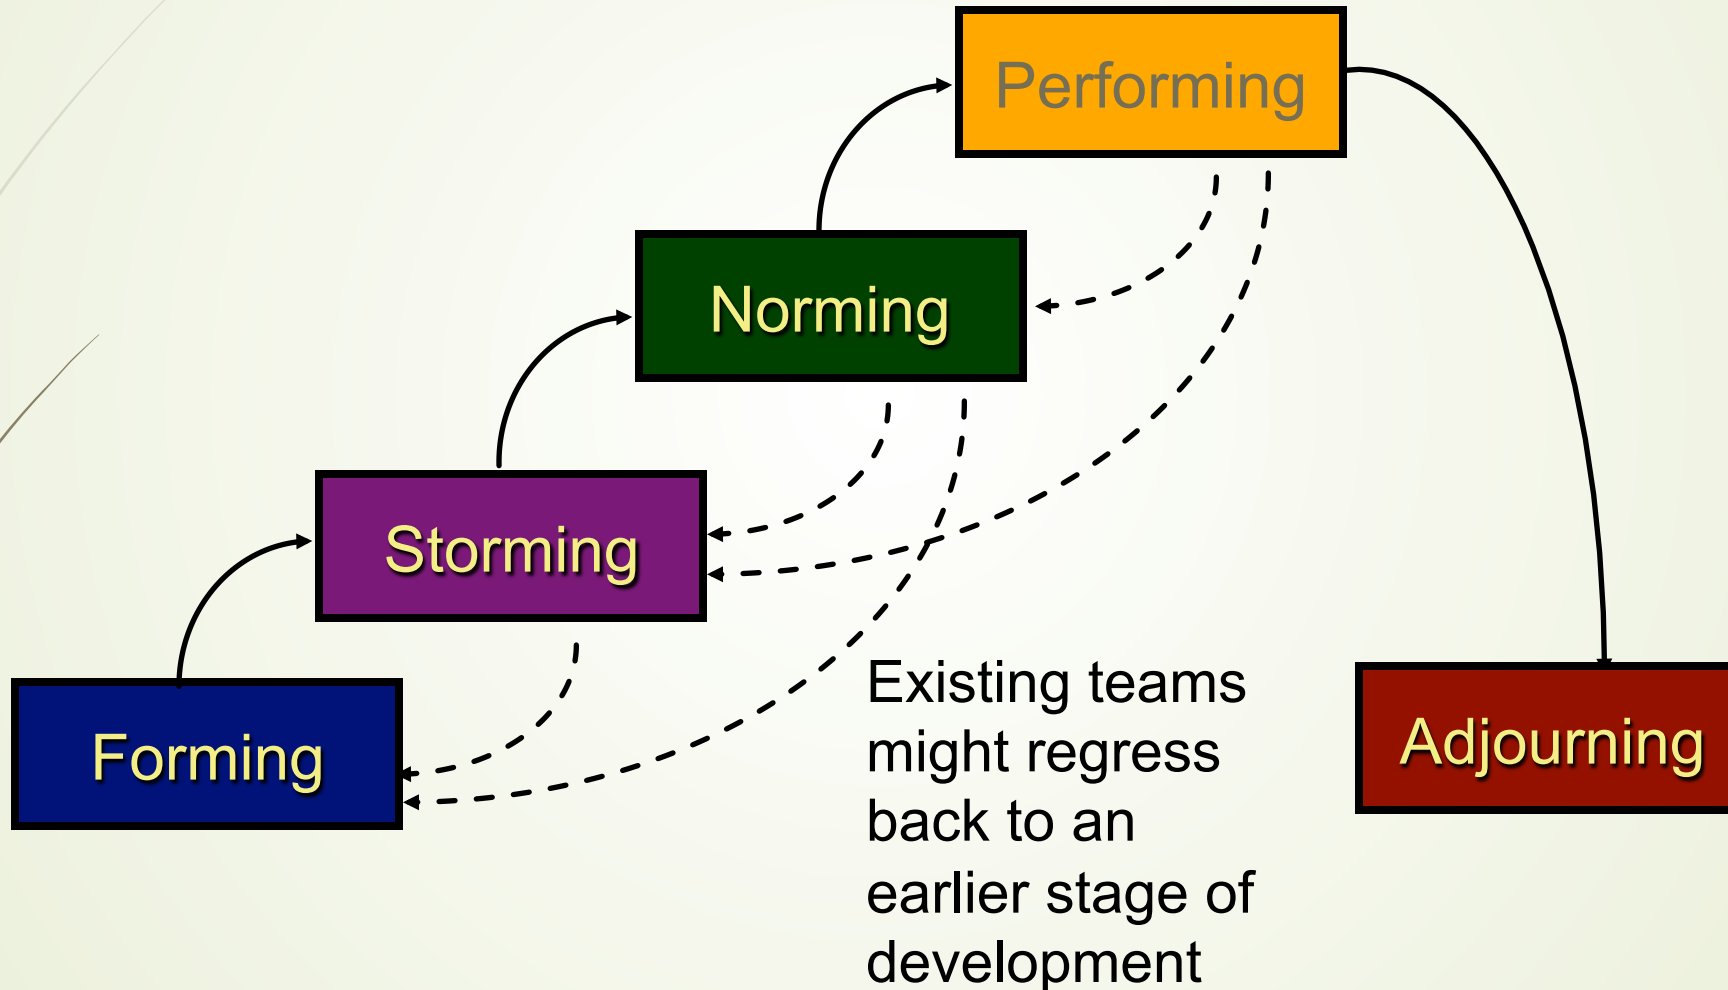 Performing
Norming
Storming
Forming
Existing teams
might regress
back to an
earlier stage of
development
Adjourning